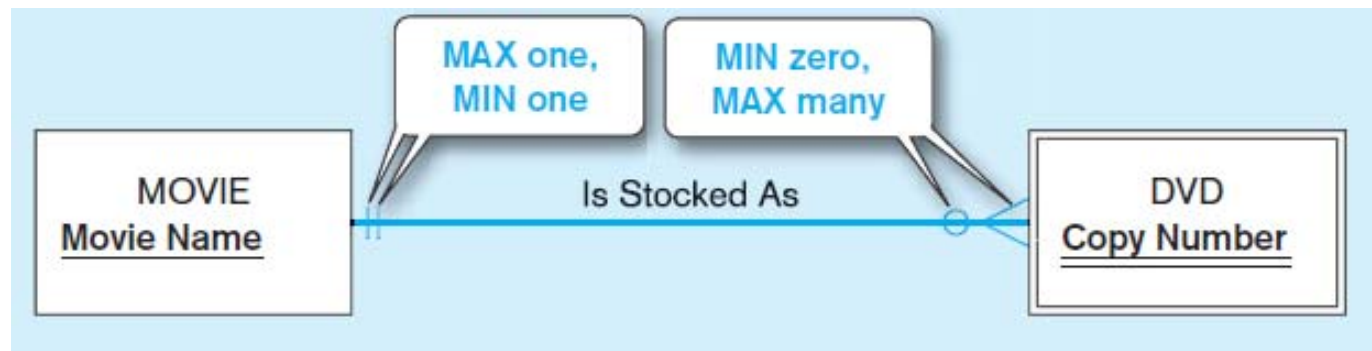 MAX one,
MIN one
MIN zero,
MAX many
MOVIE
Movie Name
Is Stocked As
DVD
Copy Number